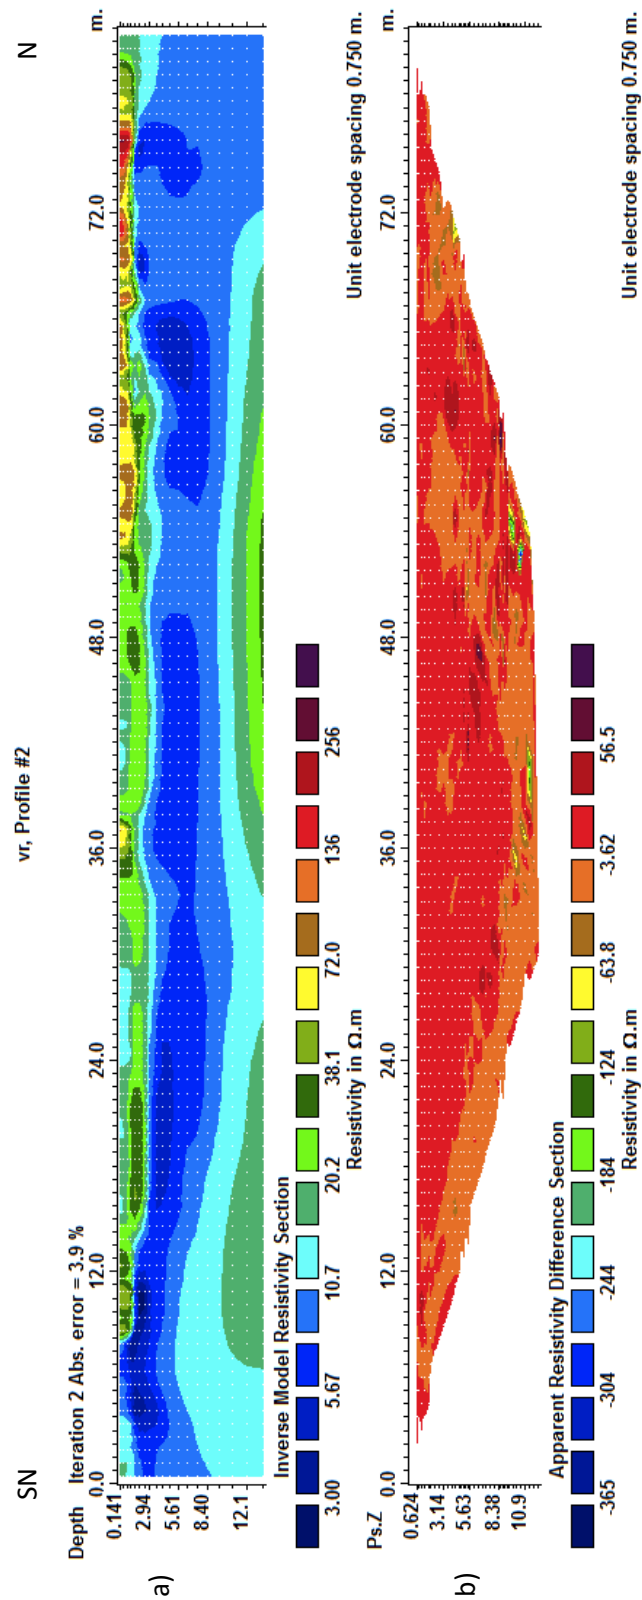 SN
N
vr, Profile #2
a)
Depth Iteration 2 Abs. error = 3.9 %
0.0 12.0 24.0 36.0 48.0 60.0 72.0 m.
0.141
2.94
5.61
8.40
12.1
Inverse Model Resistivity Section
3.00 5.67 10.7 20.2 38.1 72.0 136 256
Resistivity in Ω.m
Unit electrode spacing 0.750 m.
b)
Ps.Z
0.0 12.0 24.0 36.0 48.0 60.0 72.0 m.
0.624
3.14
5.63
8.38
10.9
Apparent Resistivity Difference Section
-365 -304 -244 -184 -124 -63.8 -3.62 56.5
Resistivity in Ω.m
Unit electrode spacing 0.750 m.